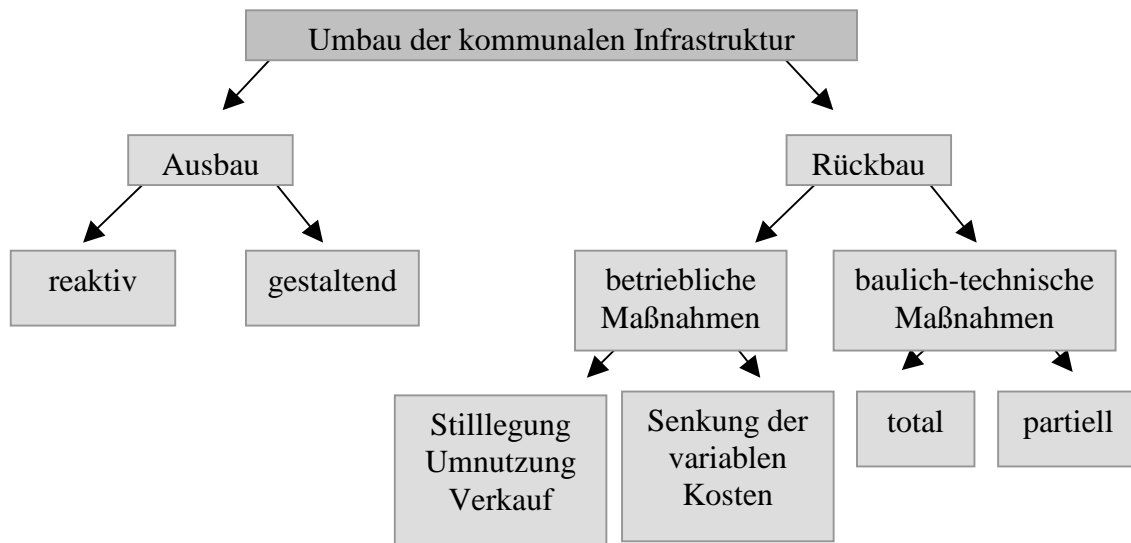 Umbau der kommunalen Infrastruktur
Ausbau
Rückbau
reaktiv
gestaltend
betriebliche
Maßnahmen
baulich-technische
Maßnahmen
Stilllegung
Umnutzung
Verkauf
Senkung der
variablen
Kosten
total
partiell